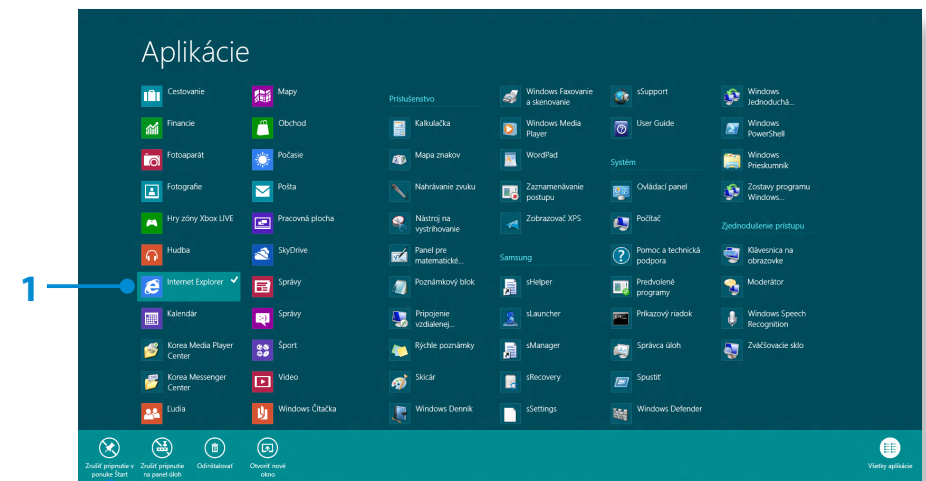 Aplikácie
Cestovanie
Financie
Fotoaparát
Fotografie
Hry zóny Xbox LIVE
Hudba
1
Internet Explorer
Kalendár
Korea Media Player
Center
Korea Messenger
Center
Ľudia
Mapy
Obchod
Počasie
Pošta
Pracovná plocha
SkyDrive
Správy
Správy
Šport
Video
Windows Čítačka
Príslušenstvo
Kalkulačka
Mapa znakov
Nahrávanie zvuku
Nástroj na
vystrihovanie
Panel pre
matematické...
Poznámkový blok
Pripojenie
vzdialenej...
Rýchle poznámky
Skicár
Windows Denník
Windows Faxovanie
a skenovanie
Windows Media
Player
WordPad
Zaznamenávanie
postupu
Zobrazovač XPS
Samsung
sHelper
sLauncher
sManager
sRecovery
sSettings
sSupport
User Guide
Systém
Ovládací panel
Počítač
Pomoc a technická
podpora
Predvolené
programy
Príkazový riadok
Správca úloh
Spustiť
Windows Defender
Windows
Jednoduchá...
Windows
PowerShell
Windows
Prieskumník
Zostavy programu
Windows...
Zjednodušenie prístupu
Klávesnica na
obrazovke
Moderátor
Windows Speech
Recognition
Zväčšovacie sklo
Zrušiť pripnutie v
ponuke Štart
Zrušiť pripnutie
na panel úloh
Odinštalovať
Otvoriť nové
okno
Všetky aplikácie